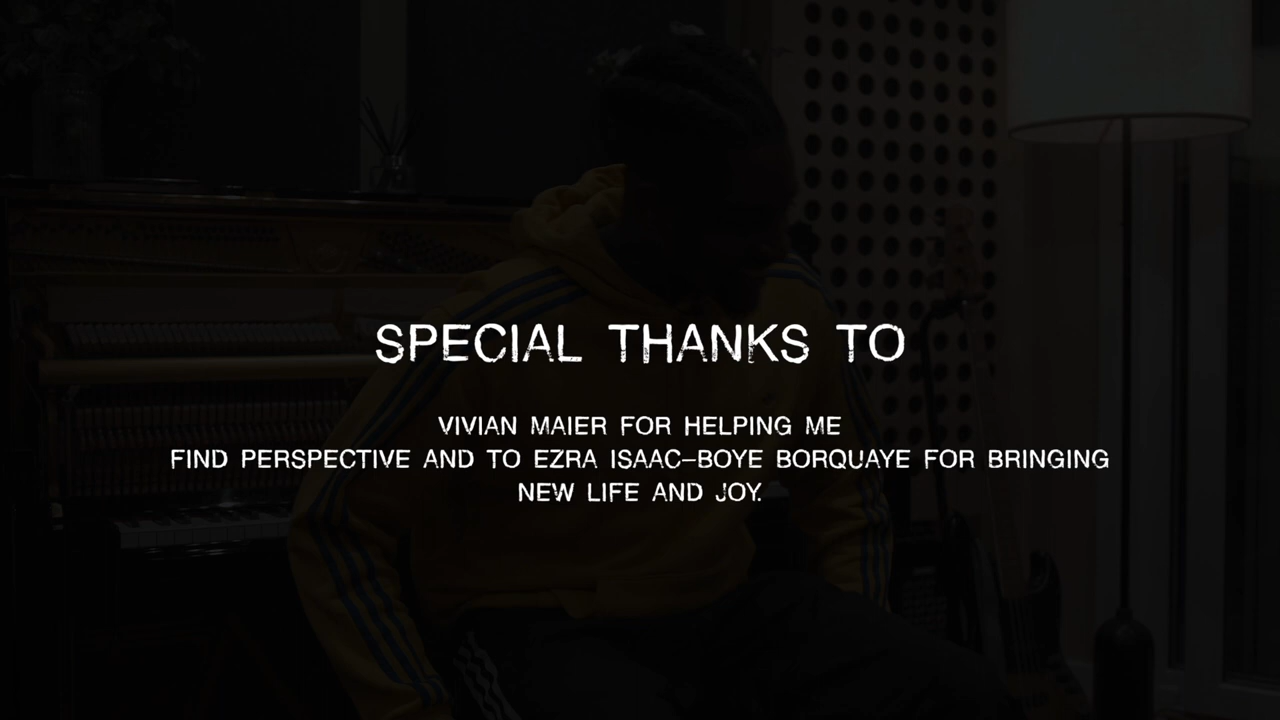 SPECIAL THANKS TO
VIVIAN MAIER FOR HELPING ME
FIND PERSPECTIVE AND TO EZRA ISAAC-BOYE BORQUAYE FOR BRINGING
NEW LIFE AND JOY.